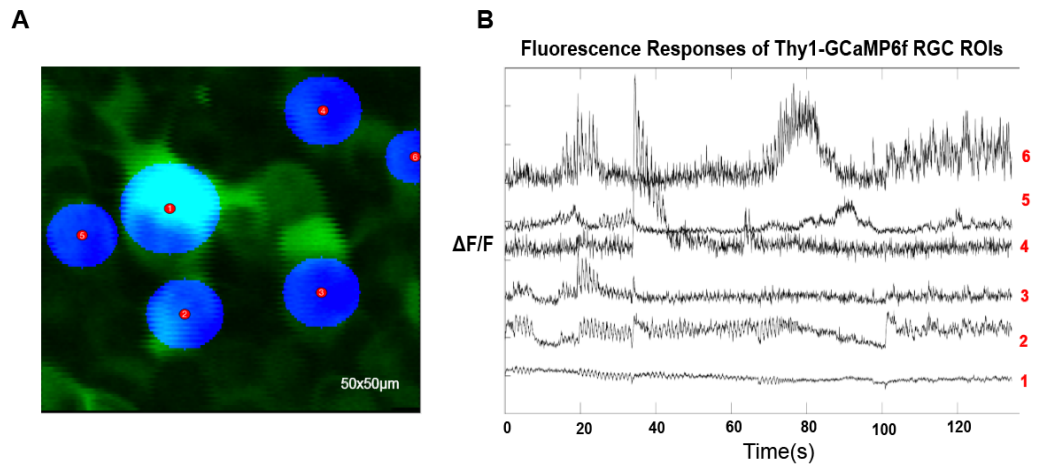 A
B
Fluorescence Responses of Thy1-GCaMP6f RGC ROIs
4
6
1
5
3
2
50x50μm
ΔF/F
6
5
4
3
2
1
0 20 40 60 80 100 120
Time(s)